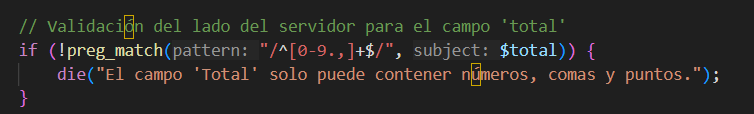 // Validación del lado del servidor para el campo 'total'
if (!preg_match(pattern: "/^[0-9.,]+$/", subject: $total)) {
    die("El campo 'Total' solo puede contener números, comas y puntos.");
}